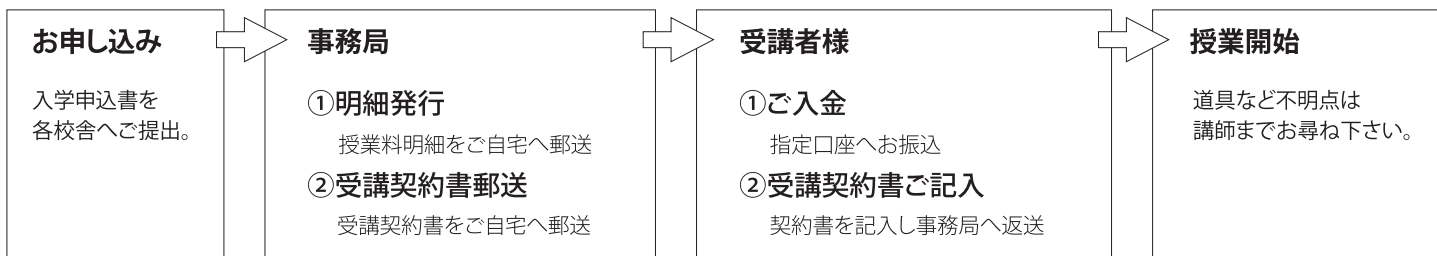 お申し込み
入学申込書を
各校舎へご提出。
事務局
①明細発行
授業料明細をご自宅へ郵送
②受講契約書郵送
受講契約書をご自宅へ郵送
受講者様
①ご入金
指定口座へお振込
②受講契約書ご記入
契約書を記入し事務局へ返送
授業開始
道具など不明点は
講師までお尋ね下さい。